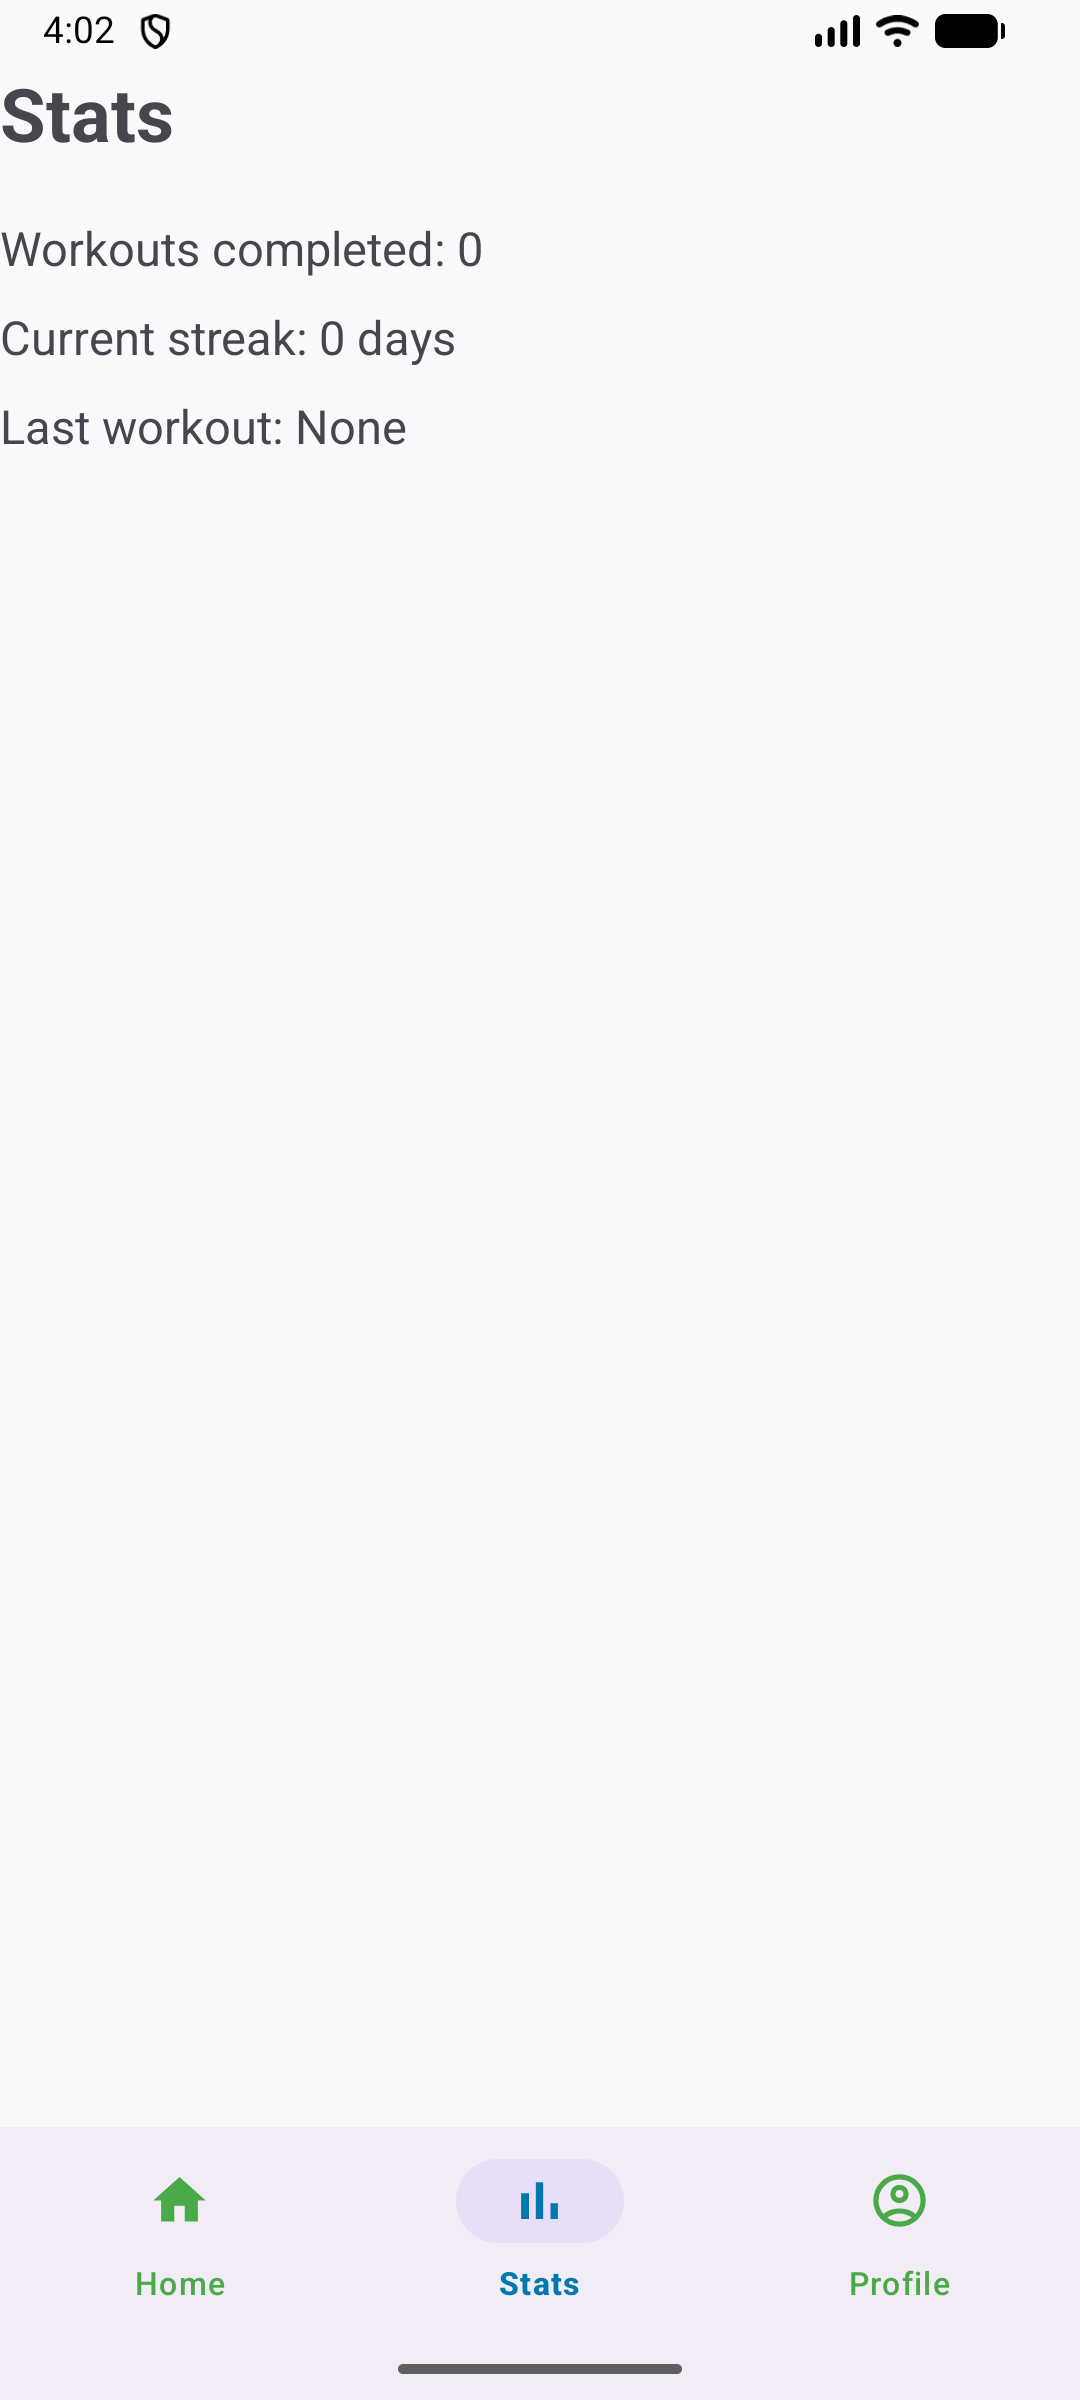 4:02
Stats
Workouts completed: 0
Current streak: 0 days
Last workout: None
Home
Stats
Profile